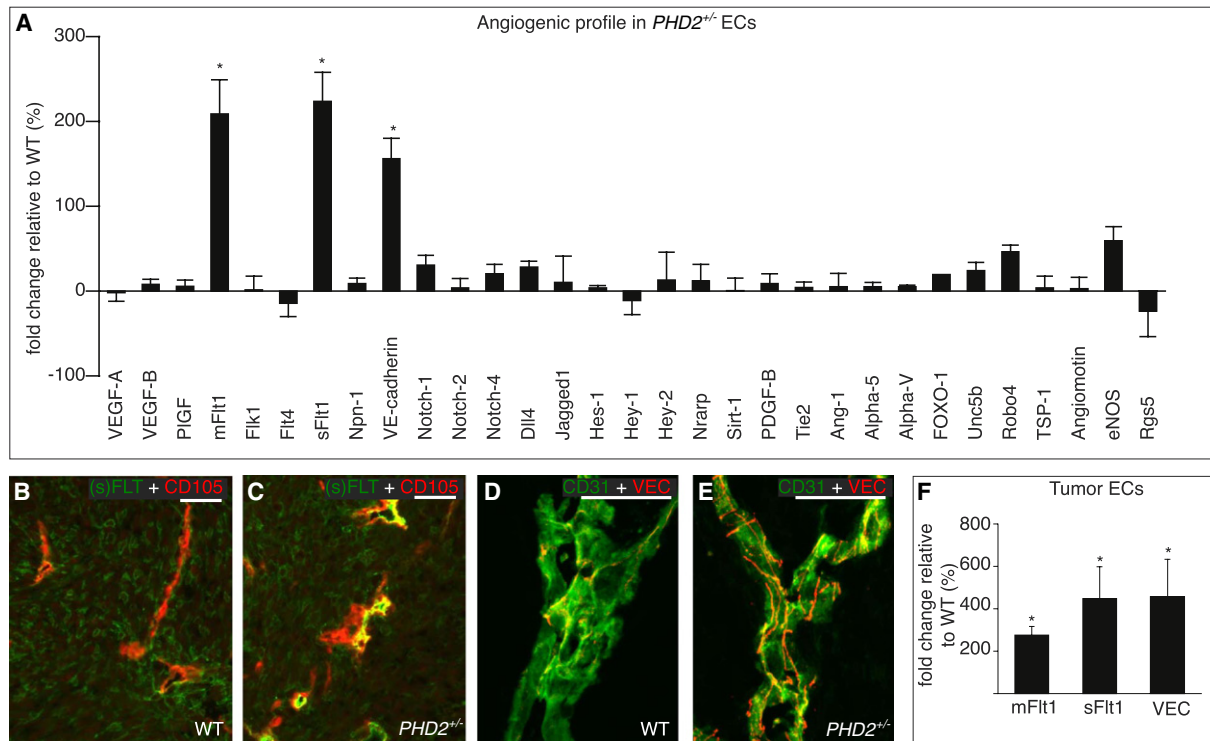 A
Angiogenic profile in PHD2+/- ECs
fold change relative to WT (%)
300
200
100
0
-100
*
*
*
VEGF-A
VEGF-B
PlGF
mFlt1
Flk1
Flt4
sFlt1
Npn-1
VE-cadherin
Notch-1
Notch-2
Notch-4
Dll4
Jagged1
Hes-1
Hey-1
Hey-2
Nrarp
Sirt-1
PDGF-B
Tie2
Ang-1
Alpha-5
Alpha-V
FOXO-1
Unc5b
Robo4
TSP-1
Angiomotin
eNOS
Rgs5
B
(s)FLT + CD105
WT
C
(s)FLT + CD105
PHD2+/-
D
CD31 + VEC
WT
E
CD31 + VEC
PHD2+/-
F
Tumor ECs
fold change relative
to WT (%)
800
600
400
200
*
*
*
mFlt1
sFlt1
VEC